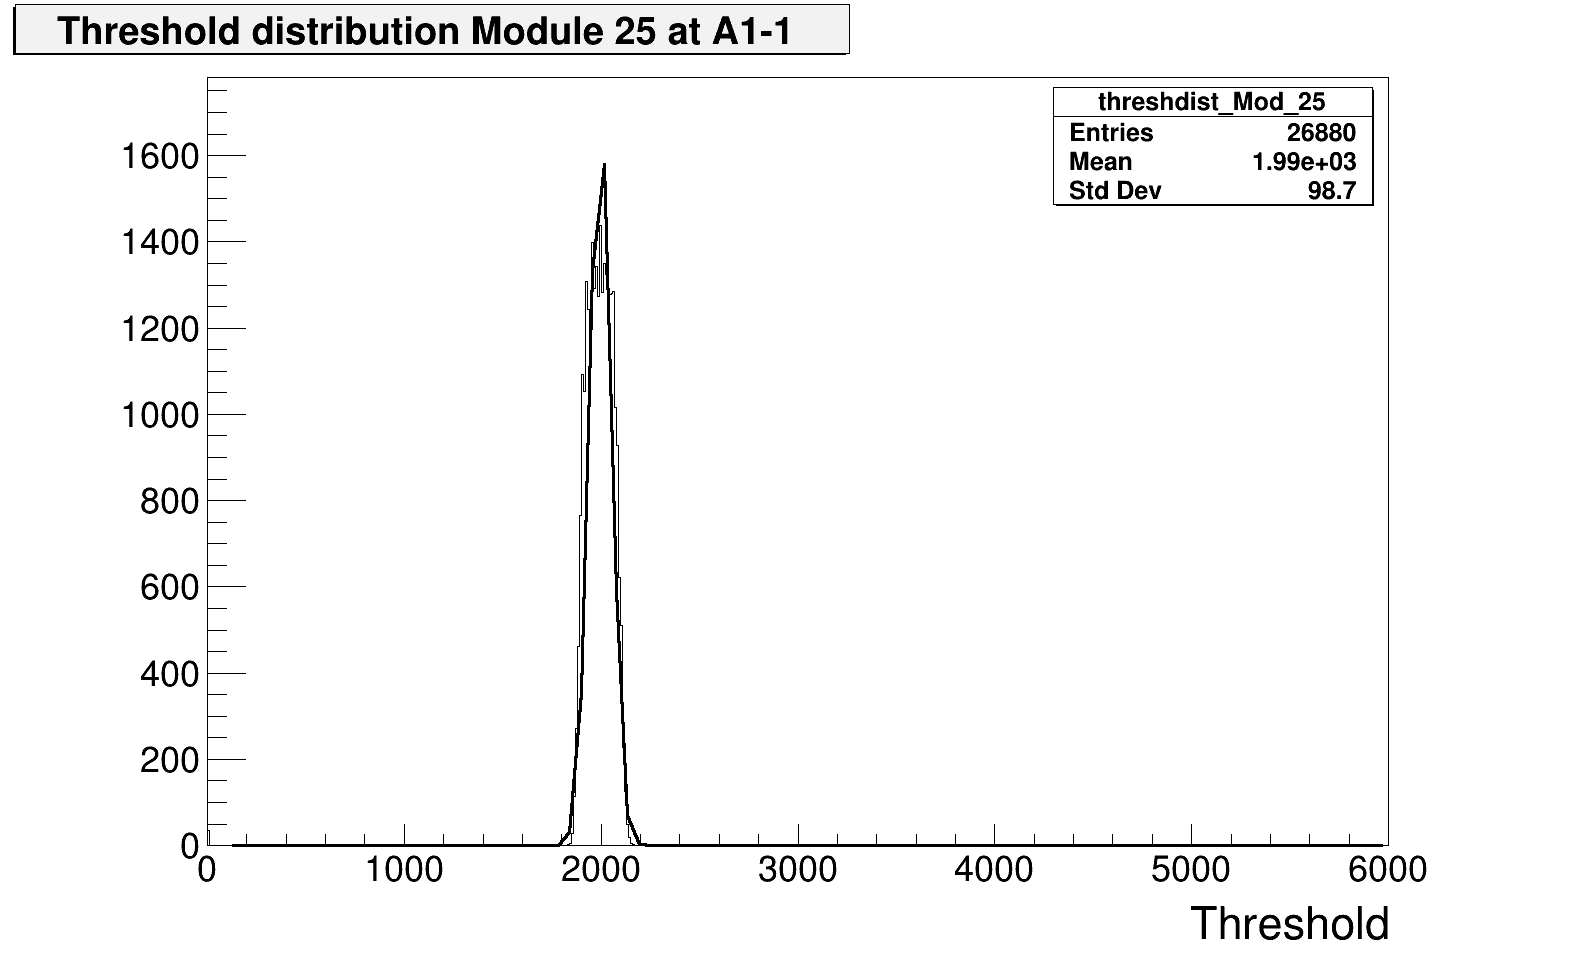 Threshold distribution Module 25 at A1-1
threshdist_Mod_25
Entries 26880
Mean 1.99e+03
Std Dev 98.7
1600
1400
1200
1000
800
600
400
200
0
0 1000 2000 3000 4000 5000 6000
Threshold